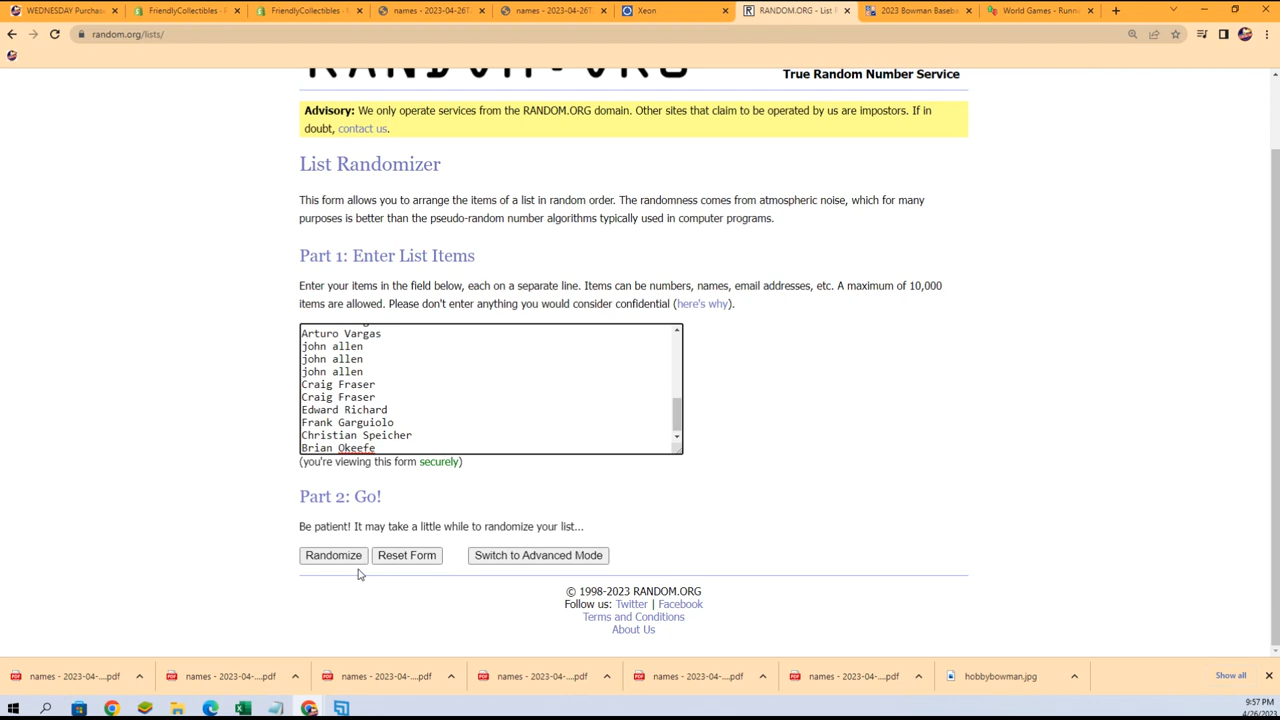 WEDNESDAY Purchase
FriendlyCollectibles - M
FriendlyCollectibles - M
names - 2023-04-26T
names - 2023-04-26T
Xeon
RANDOM.ORG - List R
2023 Bowman Baseba
World Games - Runn
random.org/lists/
RANDOM.ORG
True Random Number Service
Advisory: We only operate services from the RANDOM.ORG domain. Other sites that claim to be operated by us are impostors. If in
doubt, contact us.
List Randomizer
This form allows you to arrange the items of a list in random order. The randomness comes from atmospheric noise, which for many
purposes is better than the pseudo-random number algorithms typically used in computer programs.
Part 1: Enter List Items
Enter your items in the field below, each on a separate line. Items can be numbers, names, email addresses, etc. A maximum of 10,000
items are allowed. Please don't enter anything you would consider confidential (here's why).
Arturo Vargas
john allen
john allen
john allen
Craig Fraser
Craig Fraser
Edward Richard
Frank Garguiolo
Christian Speicher
Brian Okeefe
(you're viewing this form securely)
Part 2: Go!
Be patient! It may take a little while to randomize your list...
Randomize
Reset Form
Switch to Advanced Mode
© 1998-2023 RANDOM.ORG
Follow us: Twitter | Facebook
Terms and Conditions
About Us
names - 2023-04-....pdf
names - 2023-04-....pdf
names - 2023-04-....pdf
names - 2023-04-....pdf
names - 2023-04-....pdf
names - 2023-04-....pdf
hobbybowman.jpg
Show all
9:57 PM
4/26/2023